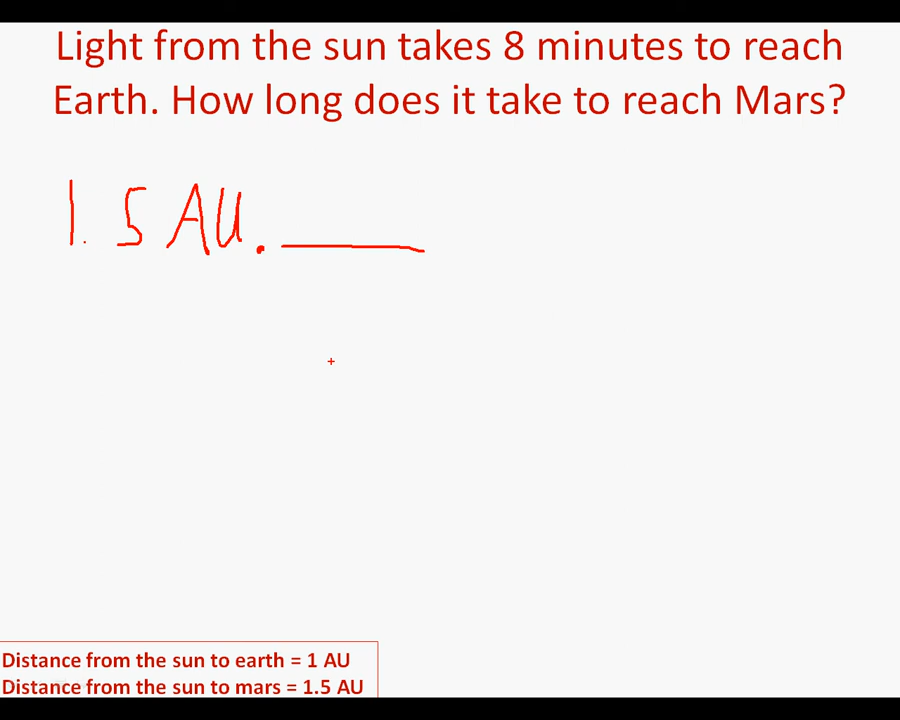 Light from the sun takes 8 minutes to reach
Earth. How long does it take to reach Mars?
1.5 AU. ______
Distance from the sun to earth = 1 AU
Distance from the sun to mars = 1.5 AU